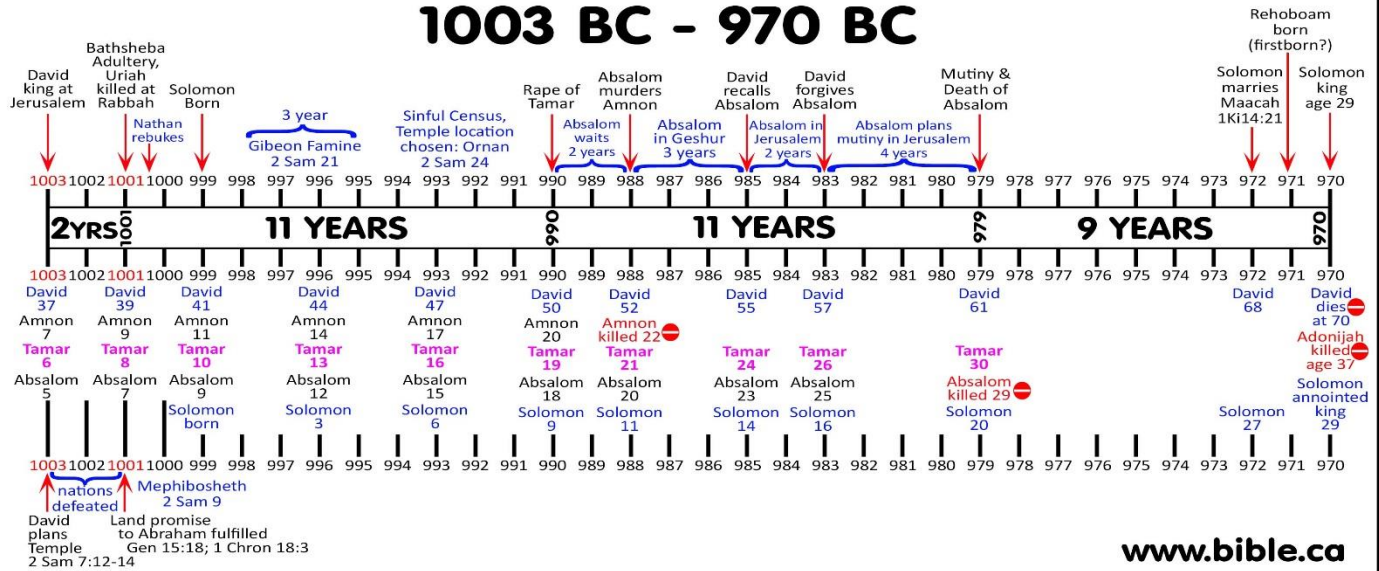 1003 BC - 970 BC
David
king at
Jerusalem
Bathsheba
Adultery,
Uriah
killed at
Rabbah
Nathan
rebukes
Solomon
Born
3 year
Gibeon Famine
2 Sam 21
Sinful Census,
Temple location
chosen: Ornan
2 Sam 24
Rape of
Tamar
Absalom
waits
2 years
Absalom
murders
Amnon
Absalom
in Geshur
3 years
David
recalls
Absalom
Absalom in
Jerusalem
2 years
David
forgives
Absalom
Absalom plans
mutiny in Jerusalem
4 years
Mutiny &
Death of
Absalom
Solomon
marries
Maacah
1Ki14:21
Rehoboam
born
(firstborn?)
Solomon
king
age 29
1003 1002 1001 1000 999 998 997 996 995 994 993 992 991 990 989 988 987 986 985 984 983 982 981 980 979 978 977 976 975 974 973 972 971 970
2YRS 1001 11 YEARS 990 11 YEARS 979 9 YEARS 970
1003 1002 1001 1000 999 998 997 996 995 994 993 992 991 990 989 988 987 986 985 984 983 982 981 980 979 978 977 976 975 974 973 972 971 970
David
37
Amnon
7
Tamar
6
Absalom
5
David
39
Amnon
9
Tamar
8
Absalom
7
David
41
Amnon
11
Tamar
10
Absalom
9
Solomon
born
David
44
Amnon
14
Tamar
13
Absalom
12
Solomon
3
David
47
Amnon
17
Tamar
16
Absalom
15
Solomon
6
David
50
Amnon
20
Tamar
19
Absalom
18
Solomon
9
David
52
Amnon
killed 22
Tamar
21
Absalom
20
Solomon
11
David
55
Tamar
24
Absalom
23
Solomon
14
David
57
Tamar
26
Absalom
25
Solomon
16
David
61
Tamar
30
Absalom
killed 29
Solomon
20
David
68
Solomon
27
David
dies
at 70
Adonijah
killed
age 37
Solomon
annointed
king
29
1003 1002 1001 1000 999 998 997 996 995 994 993 992 991 990 989 988 987 986 985 984 983 982 981 980 979 978 977 976 975 974 973 972 971 970
nations
defeated
Mephibosheth
2 Sam 9
David
plans
Temple
2 Sam 7:12-14
Land promise
to Abraham fulfilled
Gen 15:18; 1 Chron 18:3
www.bible.ca